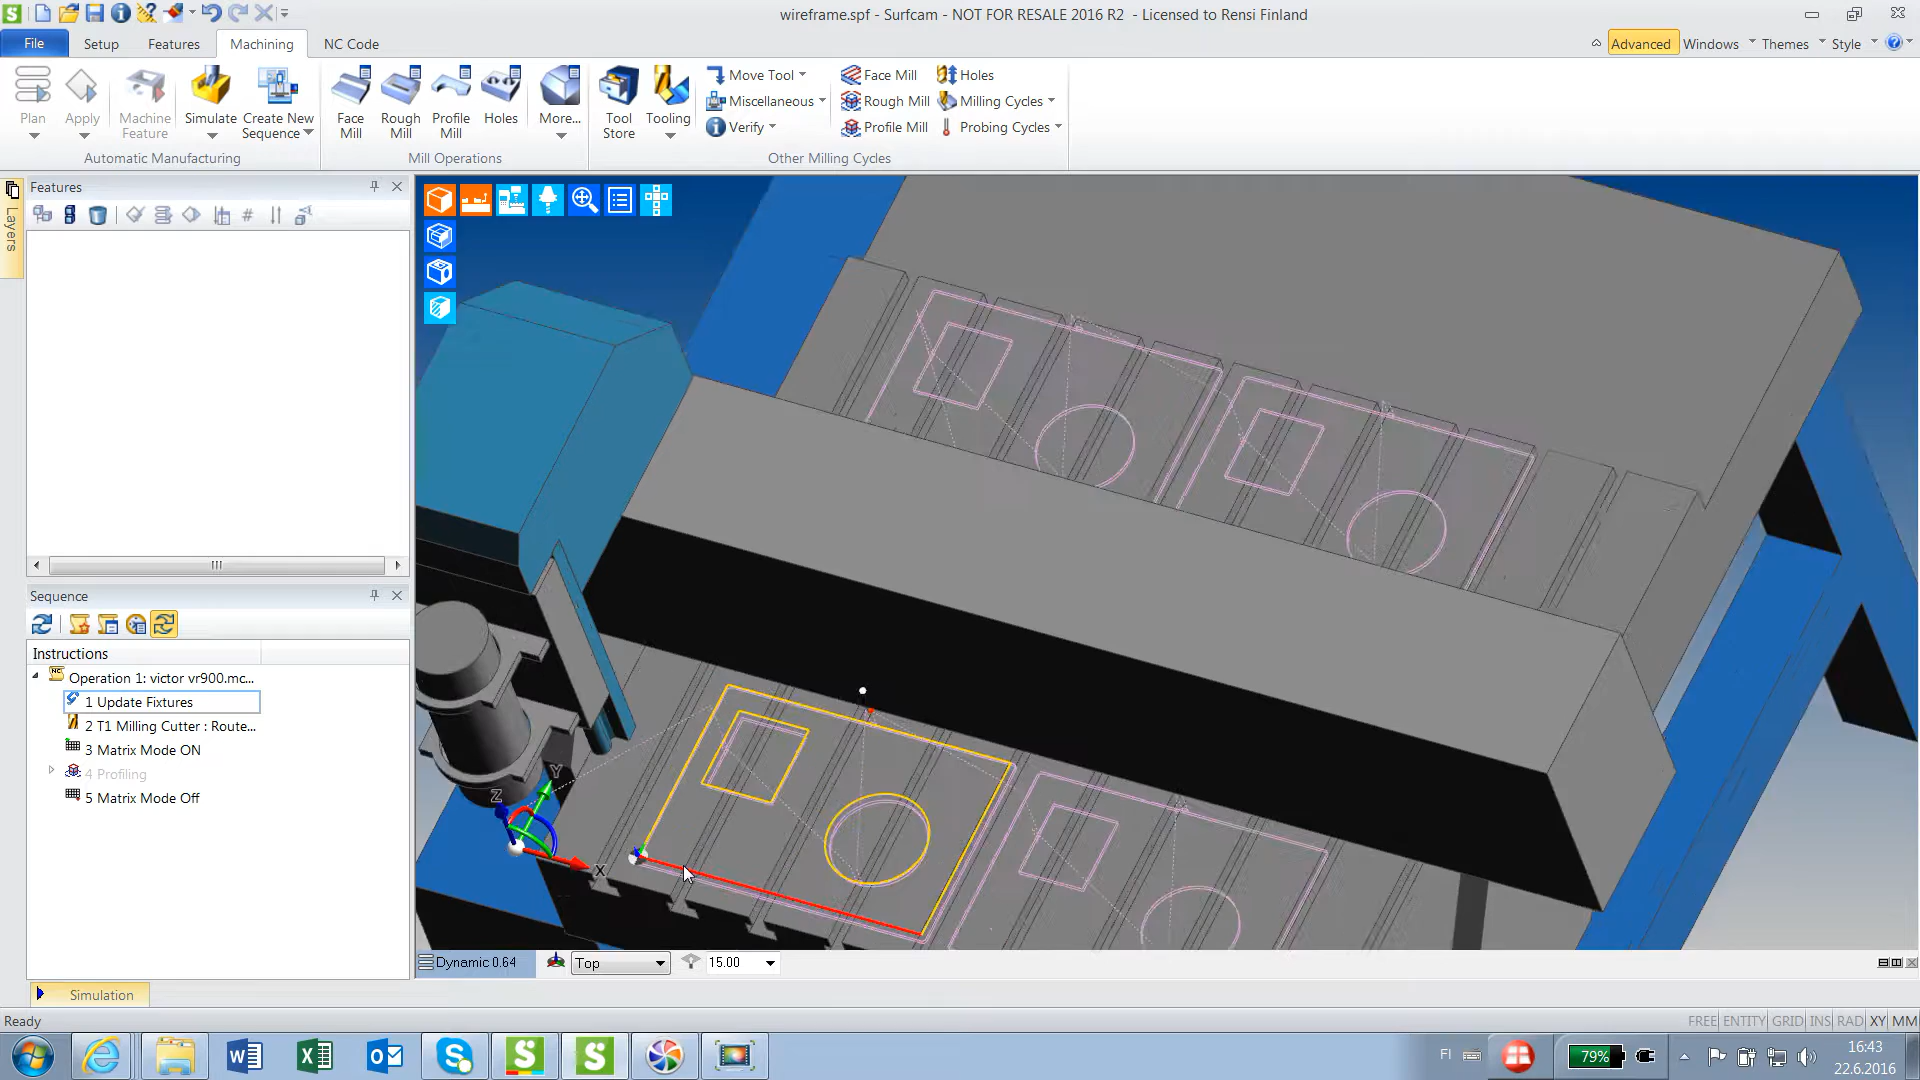 wireframe.spf - Surfcam - NOT FOR RESALE 2016 R2 - Licensed to Rensi Finland
File
Setup
Features
Machining
NC Code
Advanced
Windows
Themes
Style
Plan
Apply
Machine Feature
Simulate
Create New Sequence
Automatic Manufacturing
Face Mill
Rough Mill
Profile Mill
Holes
More...
Mill Operations
Tool Store
Tooling
Move Tool
Miscellaneous
Verify
Face Mill
Rough Mill
Profile Mill
Holes
Milling Cycles
Probing Cycles
Other Milling Cycles
Layers
Features
Sequence
Instructions
Operation 1: victor vr900.mc...
1 Update Fixtures
2 T1 Milling Cutter : Route...
3 Matrix Mode ON
4 Profiling
5 Matrix Mode Off
Z
Y
X
Dynamic 0.64
Top
15.00
Simulation
Ready
FREE ENTITY GRID INS RAD XY MM
FI
79%
16:43
22.6.2016